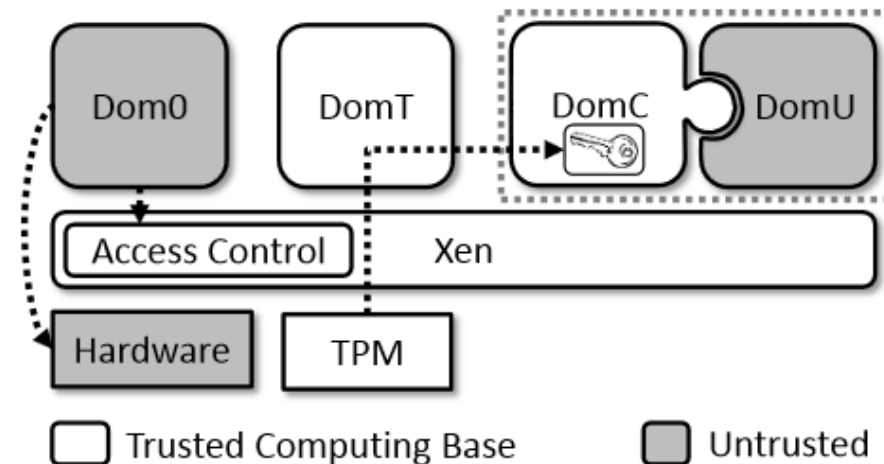 Dom0
DomT
DomC
DomU
Access Control
Xen
Hardware
TPM
Trusted Computing Base
Untrusted